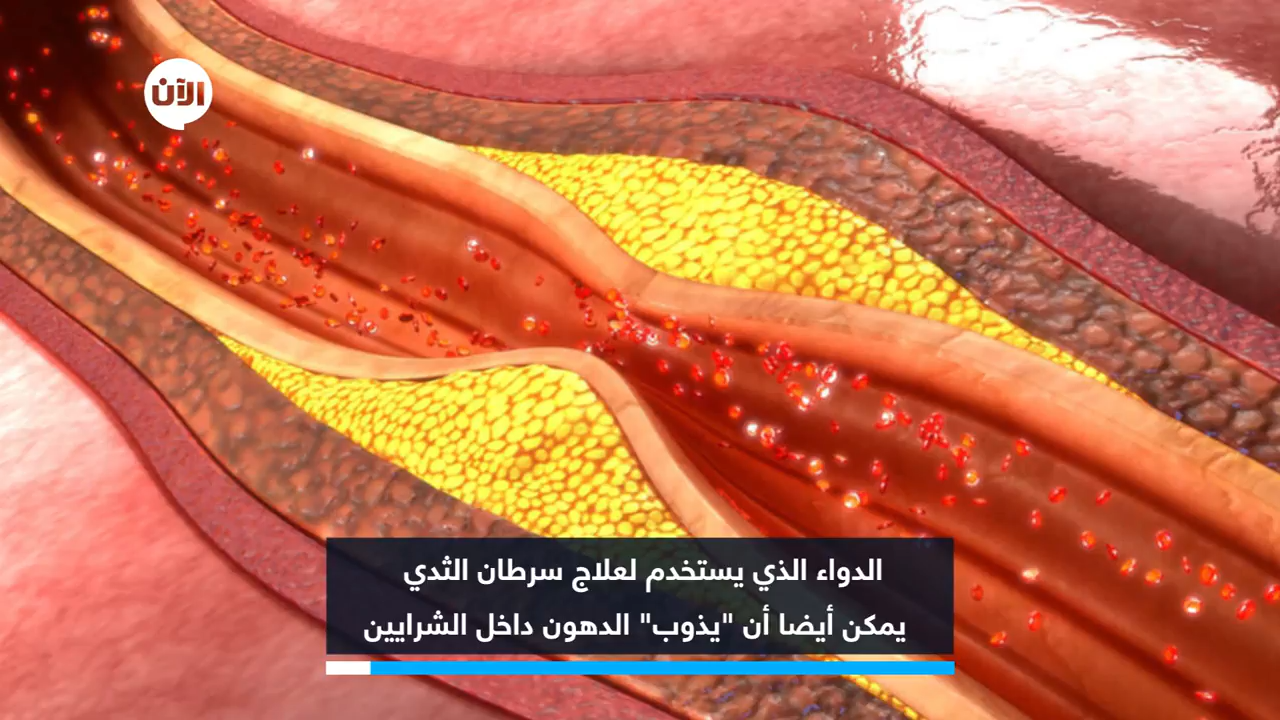 الآن
الدواء الذي يستخدم لعلاج سرطان الثدي
يمكن أيضا أن "يذوب" الدهون داخل الشرايين